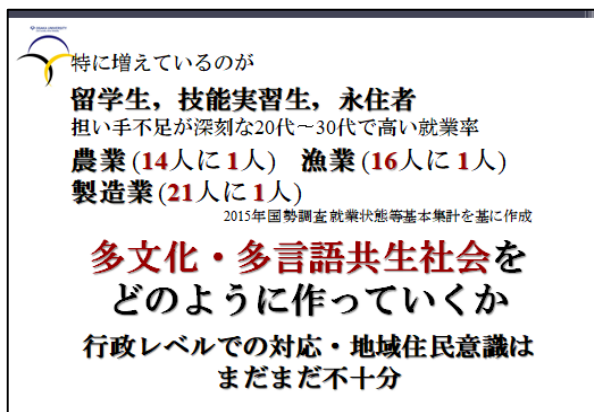 特に増えているのが
留学生，技能実習生，永住者
担い手不足が深刻な20代～30代で高い就業率
農業(14人に1人)　漁業(16人に1人)
製造業(21人に1人)
2015年国勢調査就業状態等基本集計を基に作成
多文化・多言語共生社会を
どのように作っていくか
行政レベルでの対応・地域住民意識は
まだまだ不十分